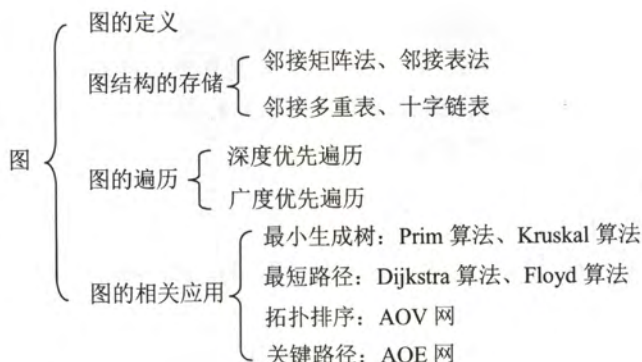 图
图的定义
图结构的存储
邻接矩阵法、邻接表法
邻接多重表、十字链表
图的遍历
深度优先遍历
广度优先遍历
图的相关应用
最小生成树：Prim 算法、Kruskal 算法
最短路径：Dijkstra 算法、Floyd 算法
拓扑排序：AOV 网
关键路径：AOE 网